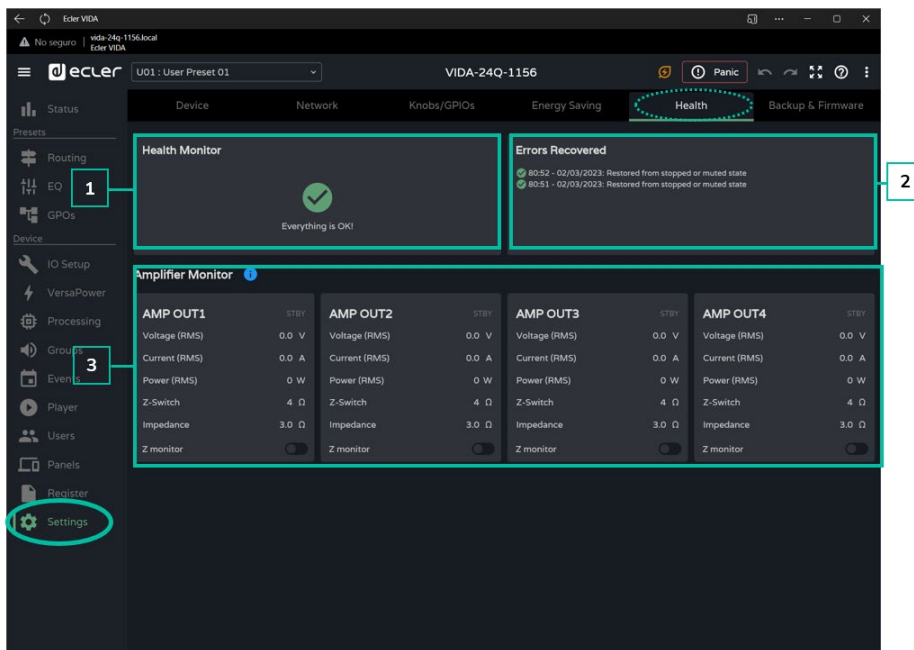 Ecler VIDA
No seguro | vida-24q-1156.local
Ecler VIDA
ecler U01 : User Preset 01 VIDA-24Q-1156 Panic
Status Device Network Knobs/GPIOs Energy Saving Health Backup & Firmware
Presets
Routing
EQ
GPOs
Device
IO Setup
VersaPower
Processing
Groups
Events
Player
Users
Panels
Register
Settings
1
Health Monitor
Everything is OK!
Errors Recovered
80:52 - 02/03/2023: Restored from stopped or muted state
80:51 - 02/03/2023: Restored from stopped or muted state
2
3
Amplifier Monitor i
AMP OUT1 STBY
Voltage (RMS) 0.0 V
Current (RMS) 0.0 A
Power (RMS) 0 W
Z-Switch 4 Ω
Impedance 3.0 Ω
Z monitor
AMP OUT2 STBY
Voltage (RMS) 0.0 V
Current (RMS) 0.0 A
Power (RMS) 0 W
Z-Switch 4 Ω
Impedance 3.0 Ω
Z monitor
AMP OUT3 STBY
Voltage (RMS) 0.0 V
Current (RMS) 0.0 A
Power (RMS) 0 W
Z-Switch 4 Ω
Impedance 3.0 Ω
Z monitor
AMP OUT4 STBY
Voltage (RMS) 0.0 V
Current (RMS) 0.0 A
Power (RMS) 0 W
Z-Switch 4 Ω
Impedance 3.0 Ω
Z monitor